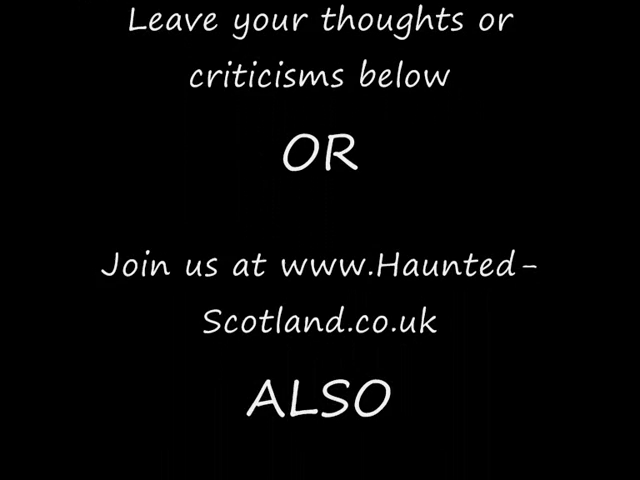 Leave your thoughts or
criticisms below
OR
Join us at www.Haunted-
Scotland.co.uk
ALSO